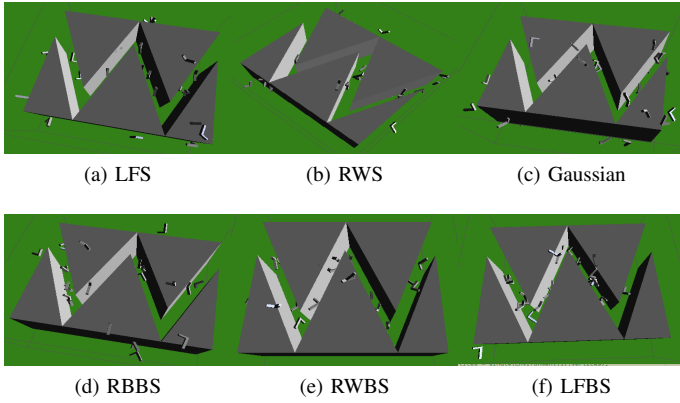 (a) LFS
(b) RWS
(c) Gaussian
(d) RBBS
(e) RWBS
(f) LFBS